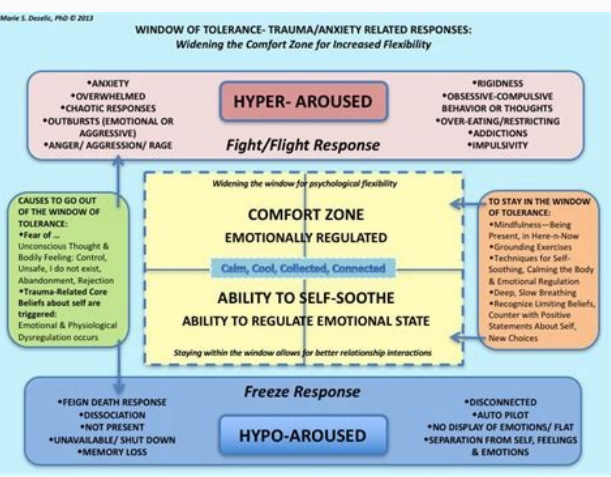 Marie S. Dezelic, PhD © 2013
WINDOW OF TOLERANCE- TRAUMA/ANXIETY RELATED RESPONSES:
Widening the Comfort Zone for Increased Flexibility
•ANXIETY
•OVERWHELMED
•CHAOTIC RESPONSES
•OUTBURSTS (EMOTIONAL OR
AGGRESSIVE)
•ANGER/ AGGRESSION/ RAGE
HYPER- AROUSED
Fight/Flight Response
•RIGIDNESS
•OBSESSIVE-COMPULSIVE
BEHAVIOR OR THOUGHTS
•OVER-EATING/RESTRICTING
•ADDICTIONS
•IMPULSIVITY
CAUSES TO GO OUT
OF THE WINDOW OF
TOLERANCE:
•Fear of …
Unconscious Thought &
Bodily Feeling: Control,
Unsafe, I do not exist,
Abandonment, Rejection
•Trauma-Related Core
Beliefs about self are
triggered:
Emotional & Physiological
Dysregulation occurs
Widening the window for psychological flexibility
COMFORT ZONE
EMOTIONALLY REGULATED
Calm, Cool, Collected, Connected
ABILITY TO SELF-SOOTHE
ABILITY TO REGULATE EMOTIONAL STATE
Staying within the window allows for better relationship interactions
TO STAY IN THE WINDOW
OF TOLERANCE:
•Mindfulness—Being
Present, in Here-n-Now
•Grounding Exercises
•Techniques for Self-
Soothing, Calming the Body
& Emotional Regulation
•Deep, Slow Breathing
•Recognize Limiting Beliefs,
Counter with Positive
Statements About Self,
New Choices
Freeze Response
•FEIGN DEATH RESPONSE
•DISSOCIATION
•NOT PRESENT
•UNAVAILABLE/ SHUT DOWN
•MEMORY LOSS
HYPO-AROUSED
•DISCONNECTED
•AUTO PILOT
•NO DISPLAY OF EMOTIONS/ FLAT
•SEPARATION FROM SELF, FEELINGS
& EMOTIONS